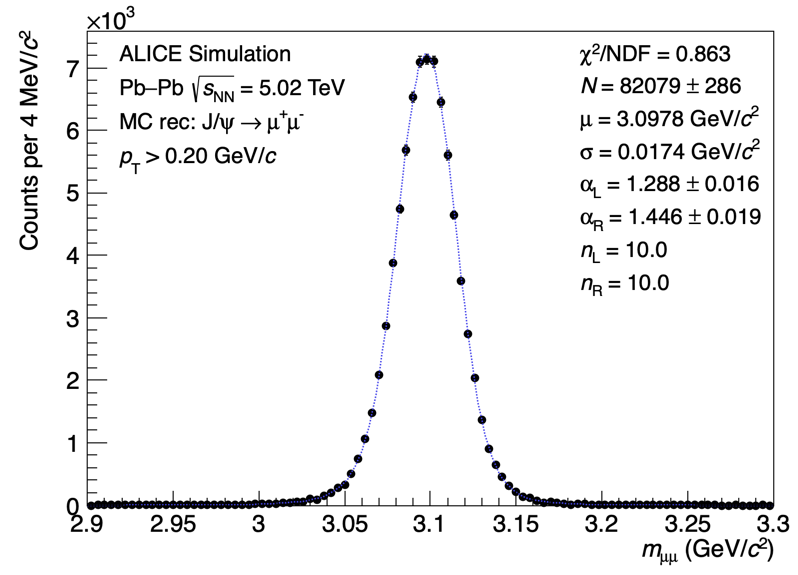 ×10³
Counts per 4 MeV/c²
ALICE Simulation
Pb–Pb √sNN = 5.02 TeV
MC rec: J/ψ → μ⁺μ⁻
pT > 0.20 GeV/c
χ²/NDF = 0.863
N = 82079 ± 286
μ = 3.0978 GeV/c²
σ = 0.0174 GeV/c²
αL = 1.288 ± 0.016
αR = 1.446 ± 0.019
nL = 10.0
nR = 10.0
7
6
5
4
3
2
1
0
2.9 2.95 3 3.05 3.1 3.15 3.2 3.25 3.3
mμμ (GeV/c²)